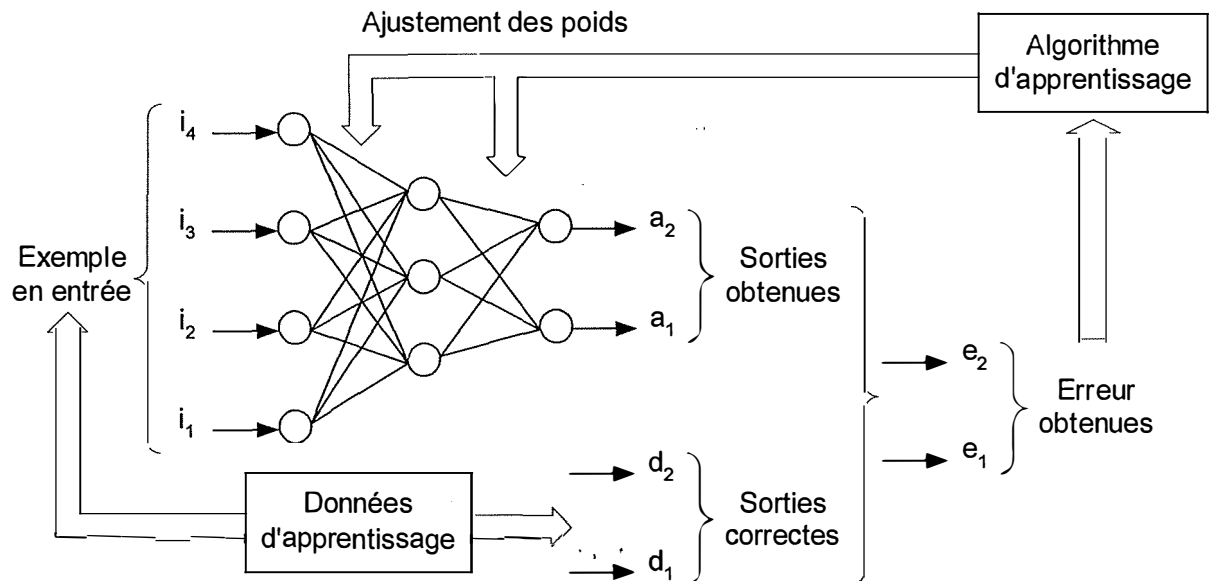 Ajustement des poids
Algorithme
d'apprentissage
i4
i3
i2
i1
Exemple
en entrée
a2
a1
Sorties
obtenues
e2
e1
Erreur
obtenues
Données
d'apprentissage
d2
d1
Sorties
correctes